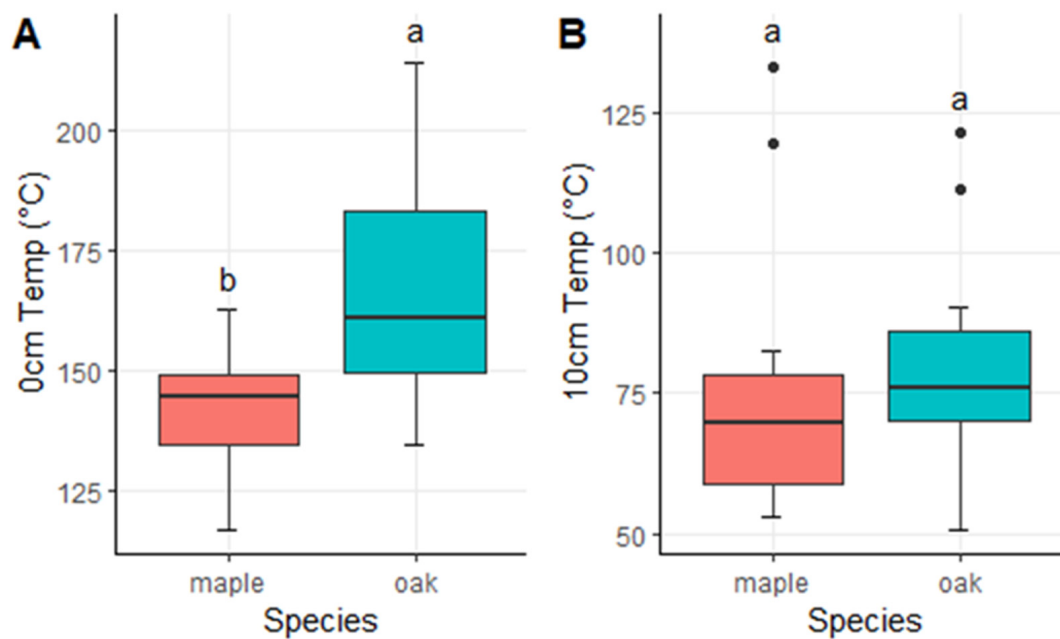 A
0cm Temp (°C)
200
175
150
125
a
b
maple oak
Species
B
10cm Temp (°C)
125
100
75
50
a
a
maple oak
Species